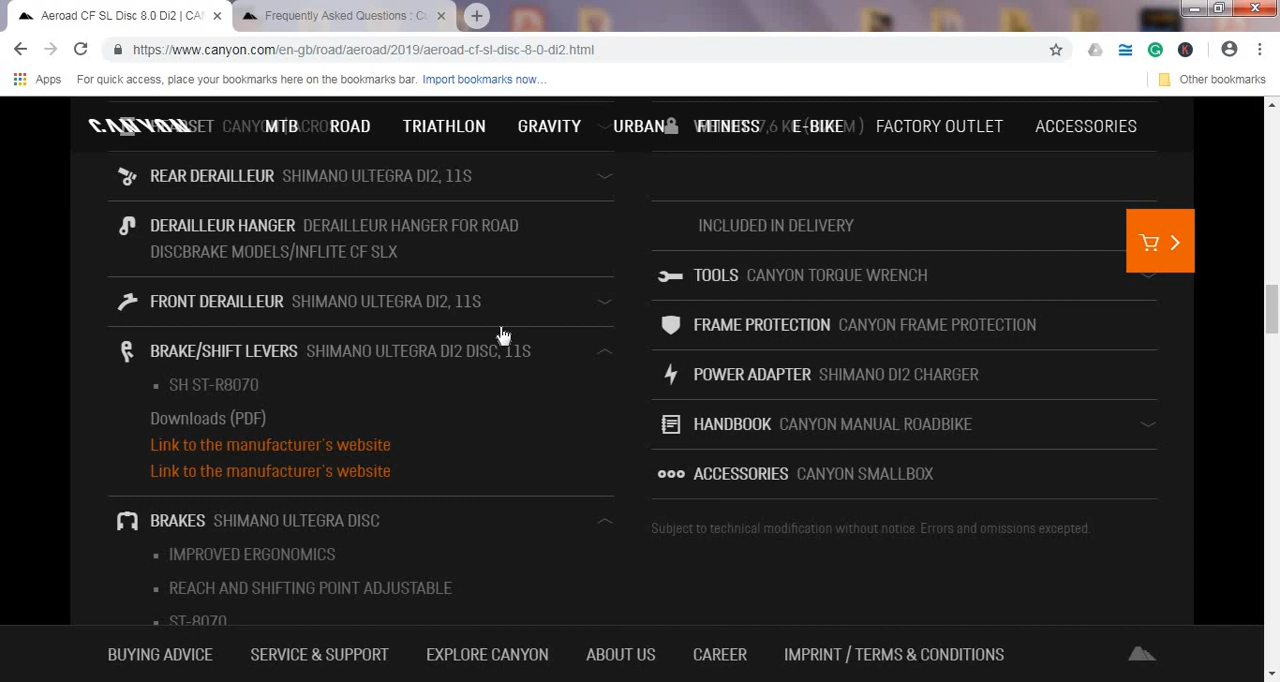 Aeroad CF SL Disc 8.0 Di2 | CAN
Frequently Asked Questions : Cu
https://www.canyon.com/en-gb/road/aeroad/2019/aeroad-cf-sl-disc-8-0-di2.html
Apps For quick access, place your bookmarks here on the bookmarks bar. Import bookmarks now... Other bookmarks
CANYON MTB ROAD TRIATHLON GRAVITY URBAN FITNESS E-BIKE FACTORY OUTLET ACCESSORIES
REAR DERAILLEUR SHIMANO ULTEGRA DI2, 11S
DERAILLEUR HANGER DERAILLEUR HANGER FOR ROAD
DISCBRAKE MODELS/INFLITE CF SLX
FRONT DERAILLEUR SHIMANO ULTEGRA DI2, 11S
BRAKE/SHIFT LEVERS SHIMANO ULTEGRA DI2 DISC, 11S
SH ST-R8070
Downloads (PDF)
Link to the manufacturer's website
Link to the manufacturer's website
BRAKES SHIMANO ULTEGRA DISC
IMPROVED ERGONOMICS
REACH AND SHIFTING POINT ADJUSTABLE
ST-8070
INCLUDED IN DELIVERY
TOOLS CANYON TORQUE WRENCH
FRAME PROTECTION CANYON FRAME PROTECTION
POWER ADAPTER SHIMANO DI2 CHARGER
HANDBOOK CANYON MANUAL ROADBIKE
ACCESSORIES CANYON SMALLBOX
Subject to technical modification without notice. Errors and omissions excepted.
BUYING ADVICE SERVICE & SUPPORT EXPLORE CANYON ABOUT US CAREER IMPRINT / TERMS & CONDITIONS